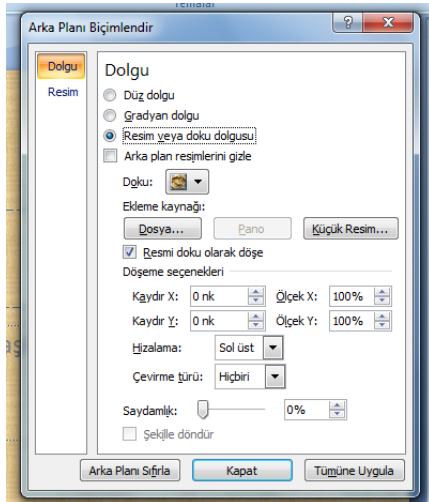 Temalar
Arka Planı Biçimlendir
Dolgu
Resim
Dolgu
Düz dolgu
Gradyan dolgu
Resim veya doku dolgusu
Arka plan resimlerini gizle
Doku:
Ekleme kaynağı:
Dosya... Pano Küçük Resim...
Resmi doku olarak döşe
Döşeme seçenekleri
Kaydır X: 0 nk Ölçek X: 100%
Kaydır Y: 0 nk Ölçek Y: 100%
Hizalama: Sol üst
Çevirme türü: Hiçbiri
Saydamlık: 0%
Şekille döndür
Arka Planı Sıfırla Kapat Tümüne Uygula